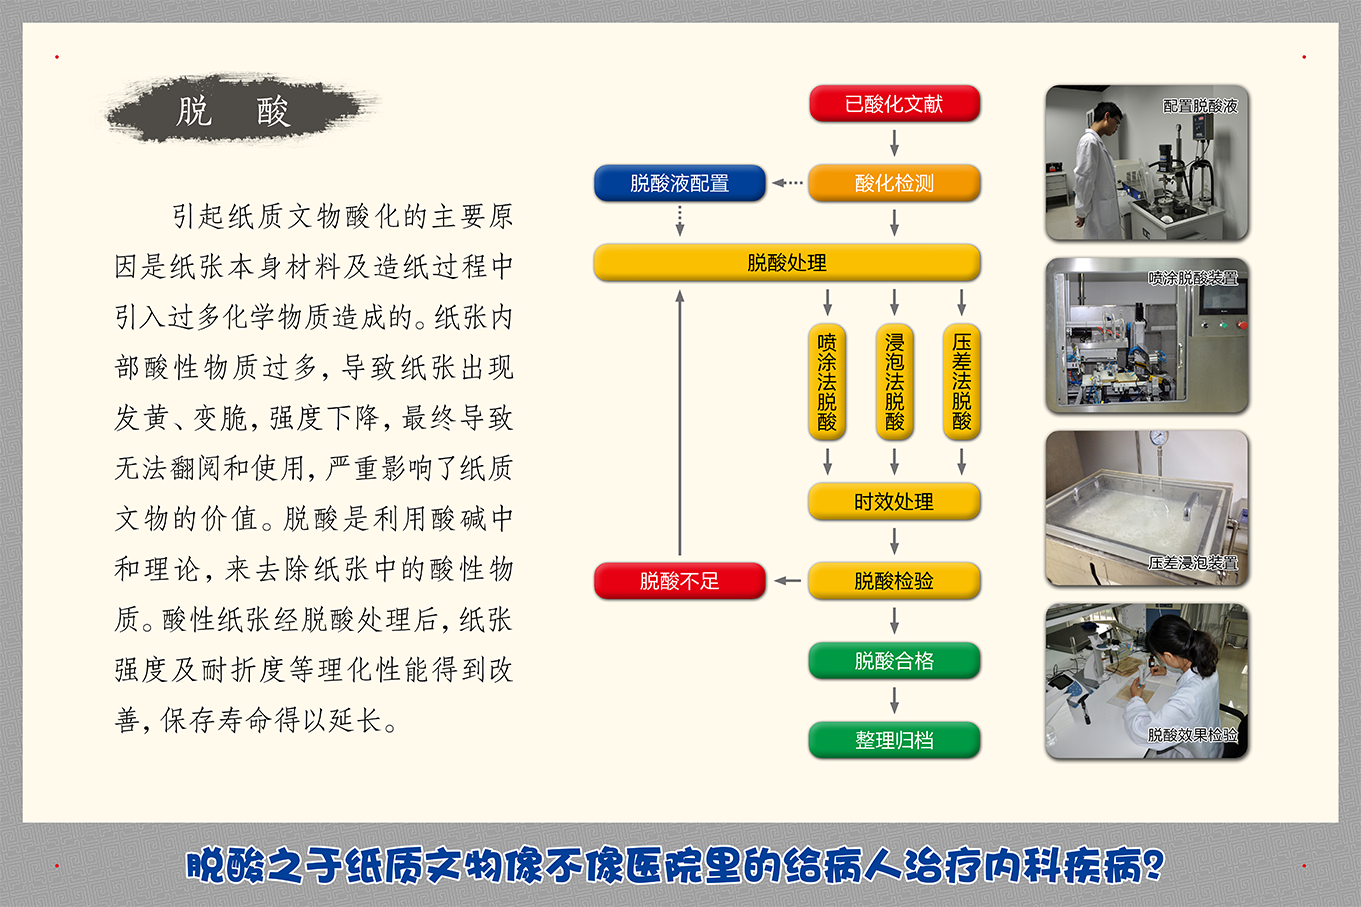 脱 酸
引起纸质文物酸化的主要原
因是纸张本身材料及造纸过程中
引入过多化学物质造成的。纸张内
部酸性物质过多，导致纸张出现
发黄、变脆，强度下降，最终导致
无法翻阅和使用，严重影响了纸质
文物的价值。脱酸是利用酸碱中
和理论，来去除纸张中的酸性物
质。酸性纸张经脱酸处理后，纸张
强度及耐折度等理化性能得到改
善，保存寿命得以延长。
已酸化文献
脱酸液配置
酸化检测
脱酸处理
喷涂法脱酸
浸泡法脱酸
压差法脱酸
时效处理
脱酸不足
脱酸检验
脱酸合格
整理归档
配置脱酸液
喷涂脱酸装置
压差浸泡装置
脱酸效果检验
脱酸之于纸质文物像不像医院里的给病人治疗内科疾病？